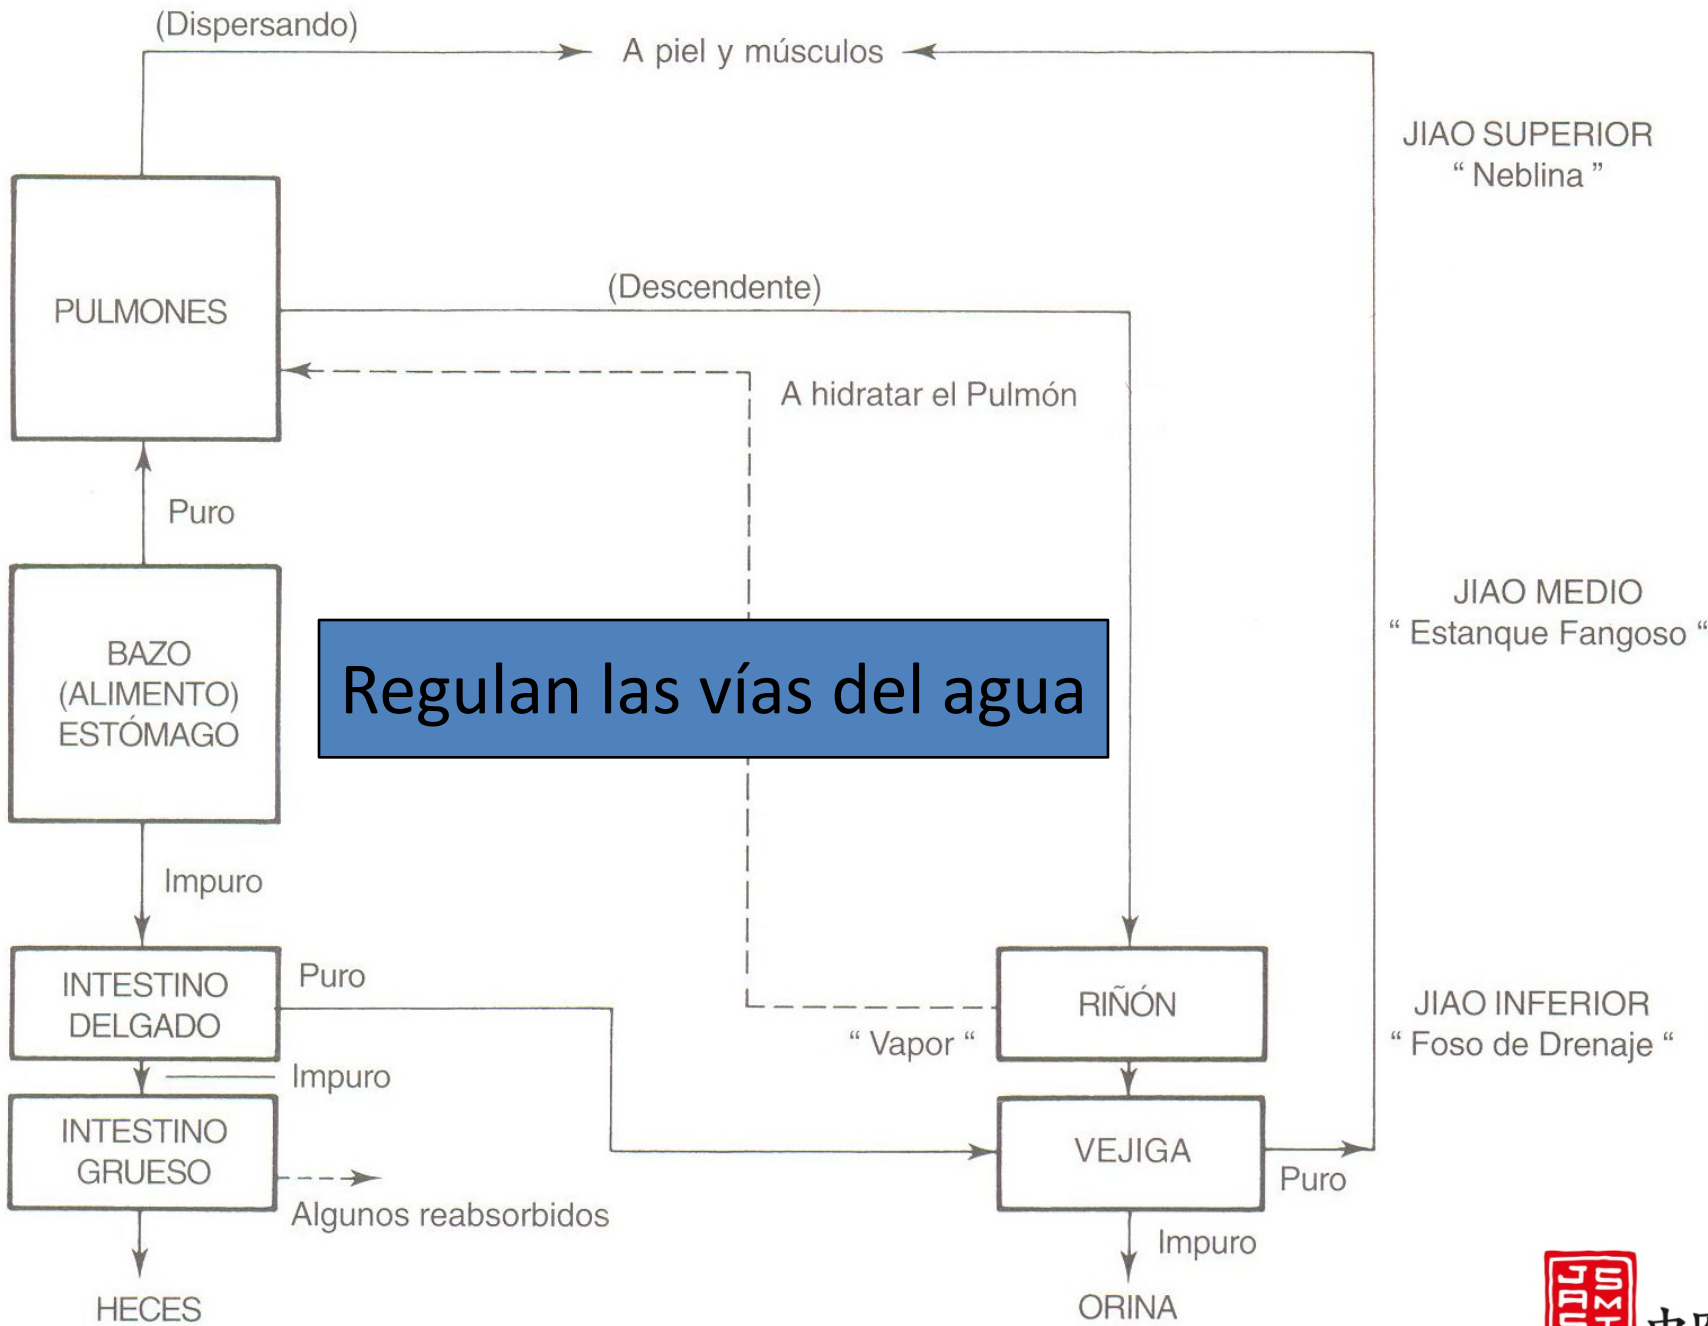 (Dispersando)
A piel y músculos
JIAO SUPERIOR
“ Neblina ”
PULMONES
(Descendente)
A hidratar el Pulmón
Puro
BAZO
(ALIMENTO)
ESTÓMAGO
JIAO MEDIO
“ Estanque Fangoso “
Regulan las vías del agua
Impuro
INTESTINO
DELGADO
Puro
RIÑÓN
“ Vapor “
JIAO INFERIOR
“ Foso de Drenaje “
Impuro
INTESTINO
GRUESO
VEJIGA
Puro
Algunos reabsorbidos
Impuro
HECES
ORINA